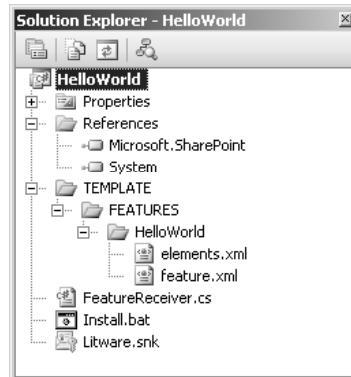 Solution Explorer - HelloWorld
HelloWorld
Properties
References
Microsoft.SharePoint
System
TEMPLATE
FEATURES
HelloWorld
elements.xml
feature.xml
FeatureReceiver.cs
Install.bat
Litware.snk